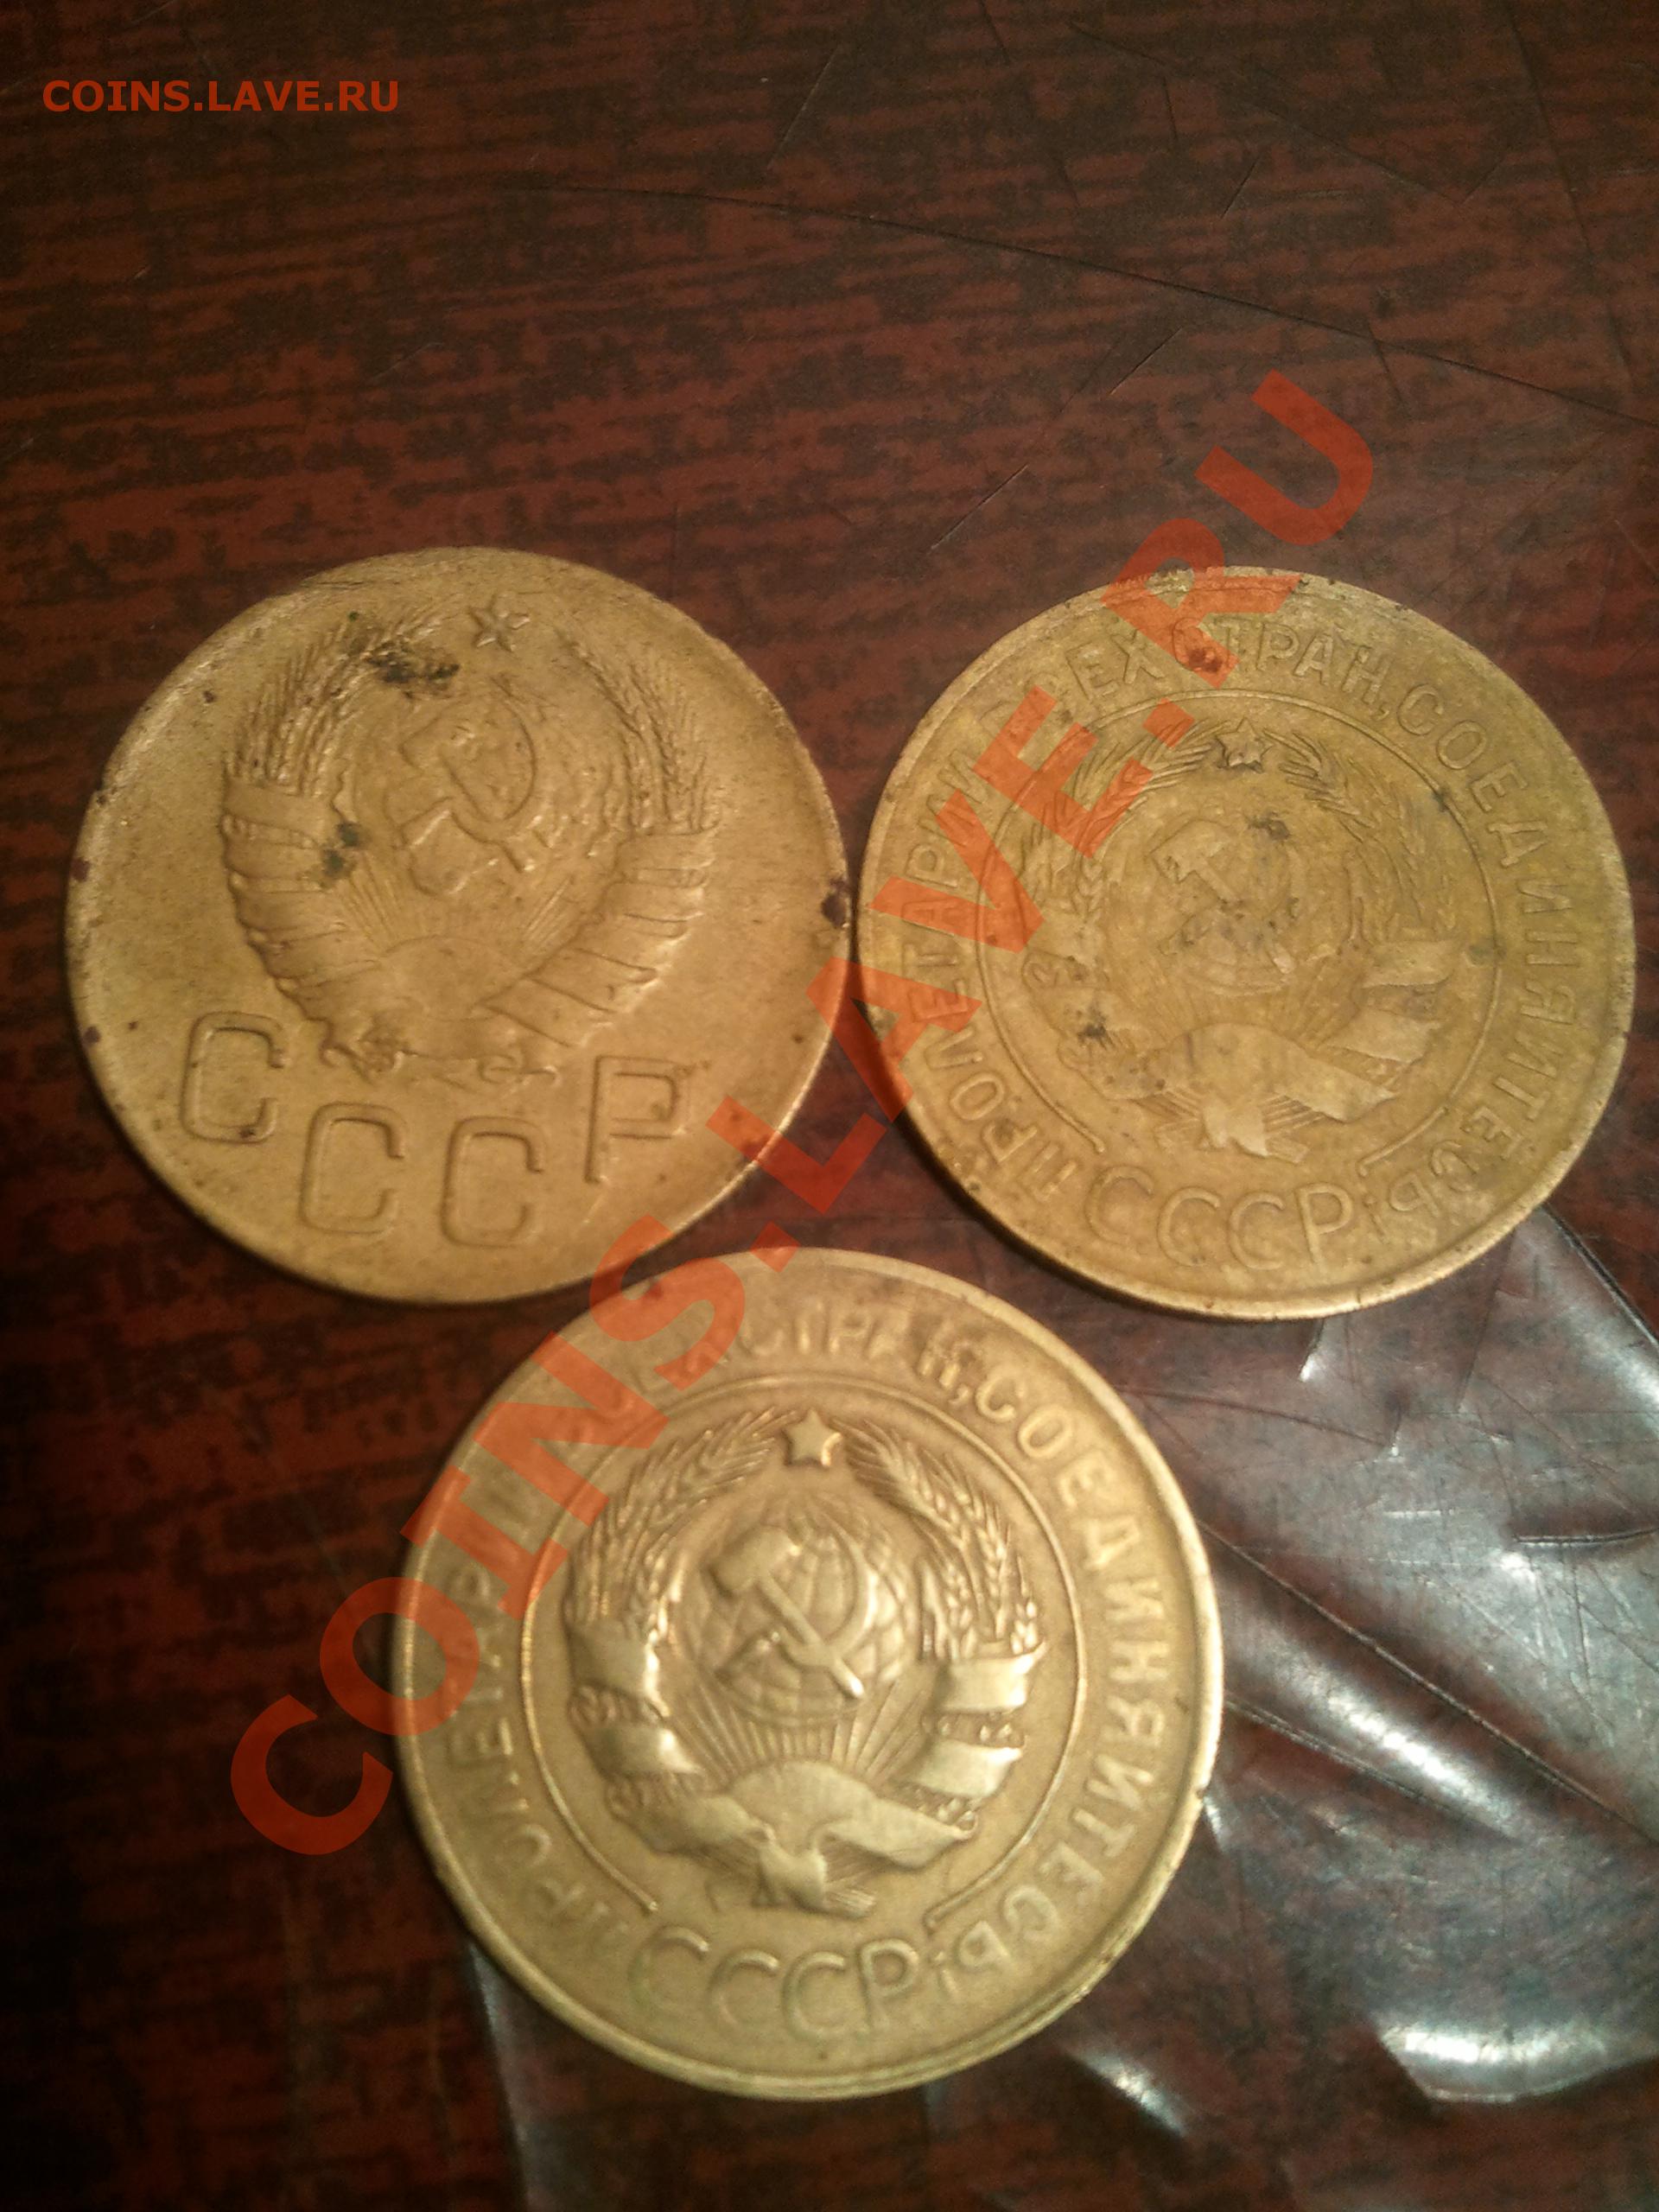 COINS.LAVE.RU
СССР
ПРОЛЕТАРИИ ВСЕХ СТРАН, СОЕДИНЯЙТЕСЬ!
СССР
ПРОЛЕТАРИИ ВСЕХ СТРАН, СОЕДИНЯЙТЕСЬ!
СССР
COINS.LAVE.RU